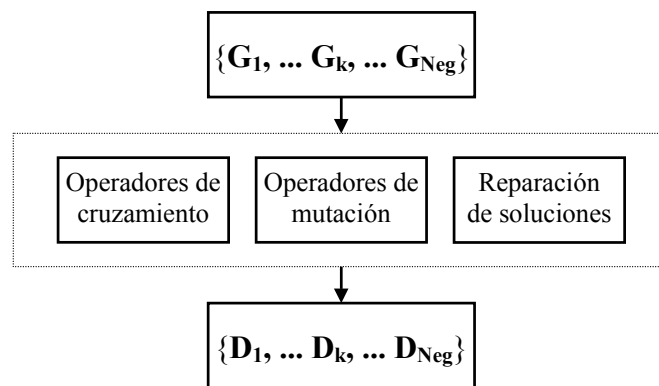 {G1, ... Gk, ... GNeg}
Operadores de
cruzamiento
Operadores de
mutación
Reparación
de soluciones
{D1, ... Dk, ... DNeg}